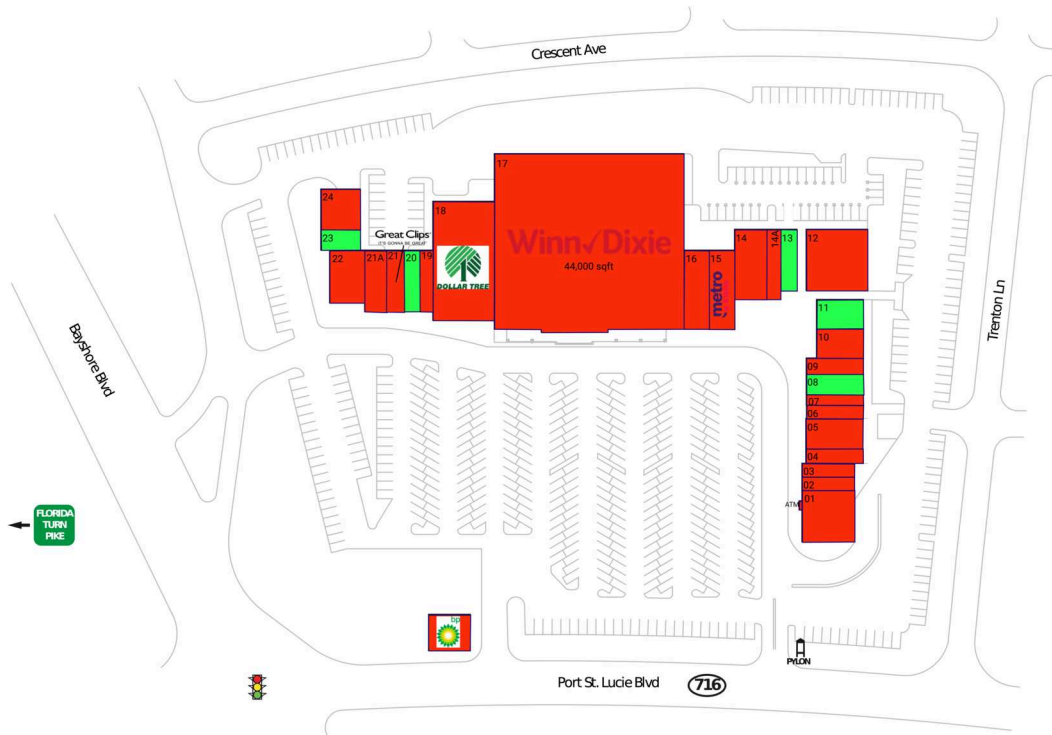 Crescent Ave
17
24
18
23
Great Clips
IT'S GONNA BE GREAT
14
14A
13
12
Winn✓Dixie
44,000 sqft
22
21A
21
20
19
16
15
DOLLAR TREE
metro
11
10
09
08
07
06
05
04
03
02
01
ATM
Trenton Ln
Bayshore Blvd
FLORIDA
TURN
PIKE
bp
PYLON
Port St. Lucie Blvd
716